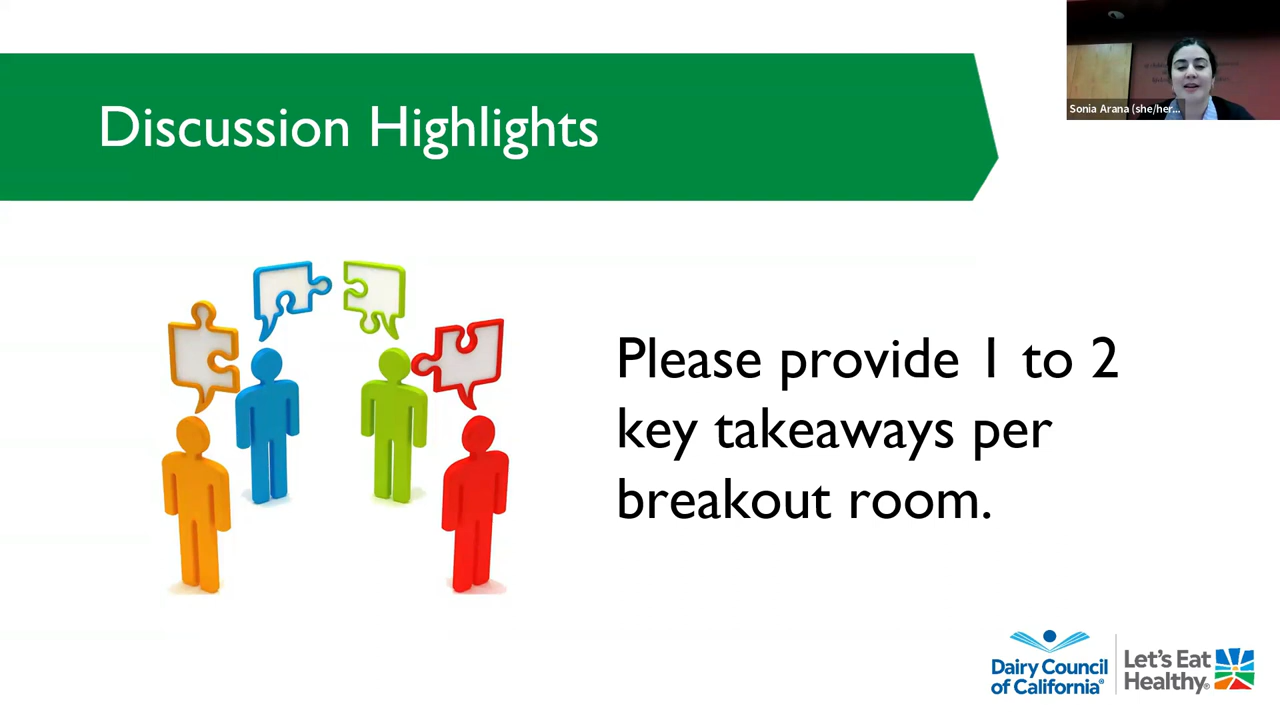 Discussion Highlights
Sonia Arana (she/her...
Please provide 1 to 2
key takeaways per
breakout room.
Dairy Council
of California®
Let's Eat
Healthy®